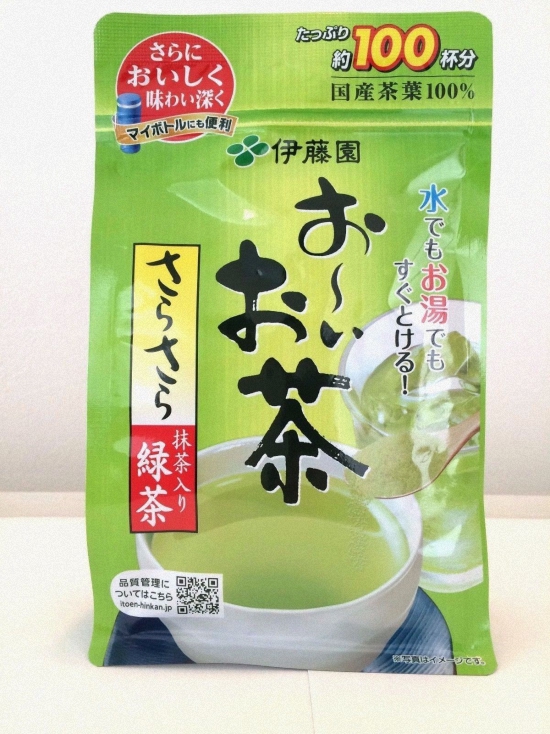 さらに
おいしく
味わい深く
マイボトルにも便利
たっぷり
約100杯分
国産茶葉100%
伊藤園
お〜い
お茶
水でもお湯でも
すぐとける!
さらさら
抹茶入り
緑茶
品質管理に
ついてはこちら
itoen-hinkan.jp
※写真はイメージです。